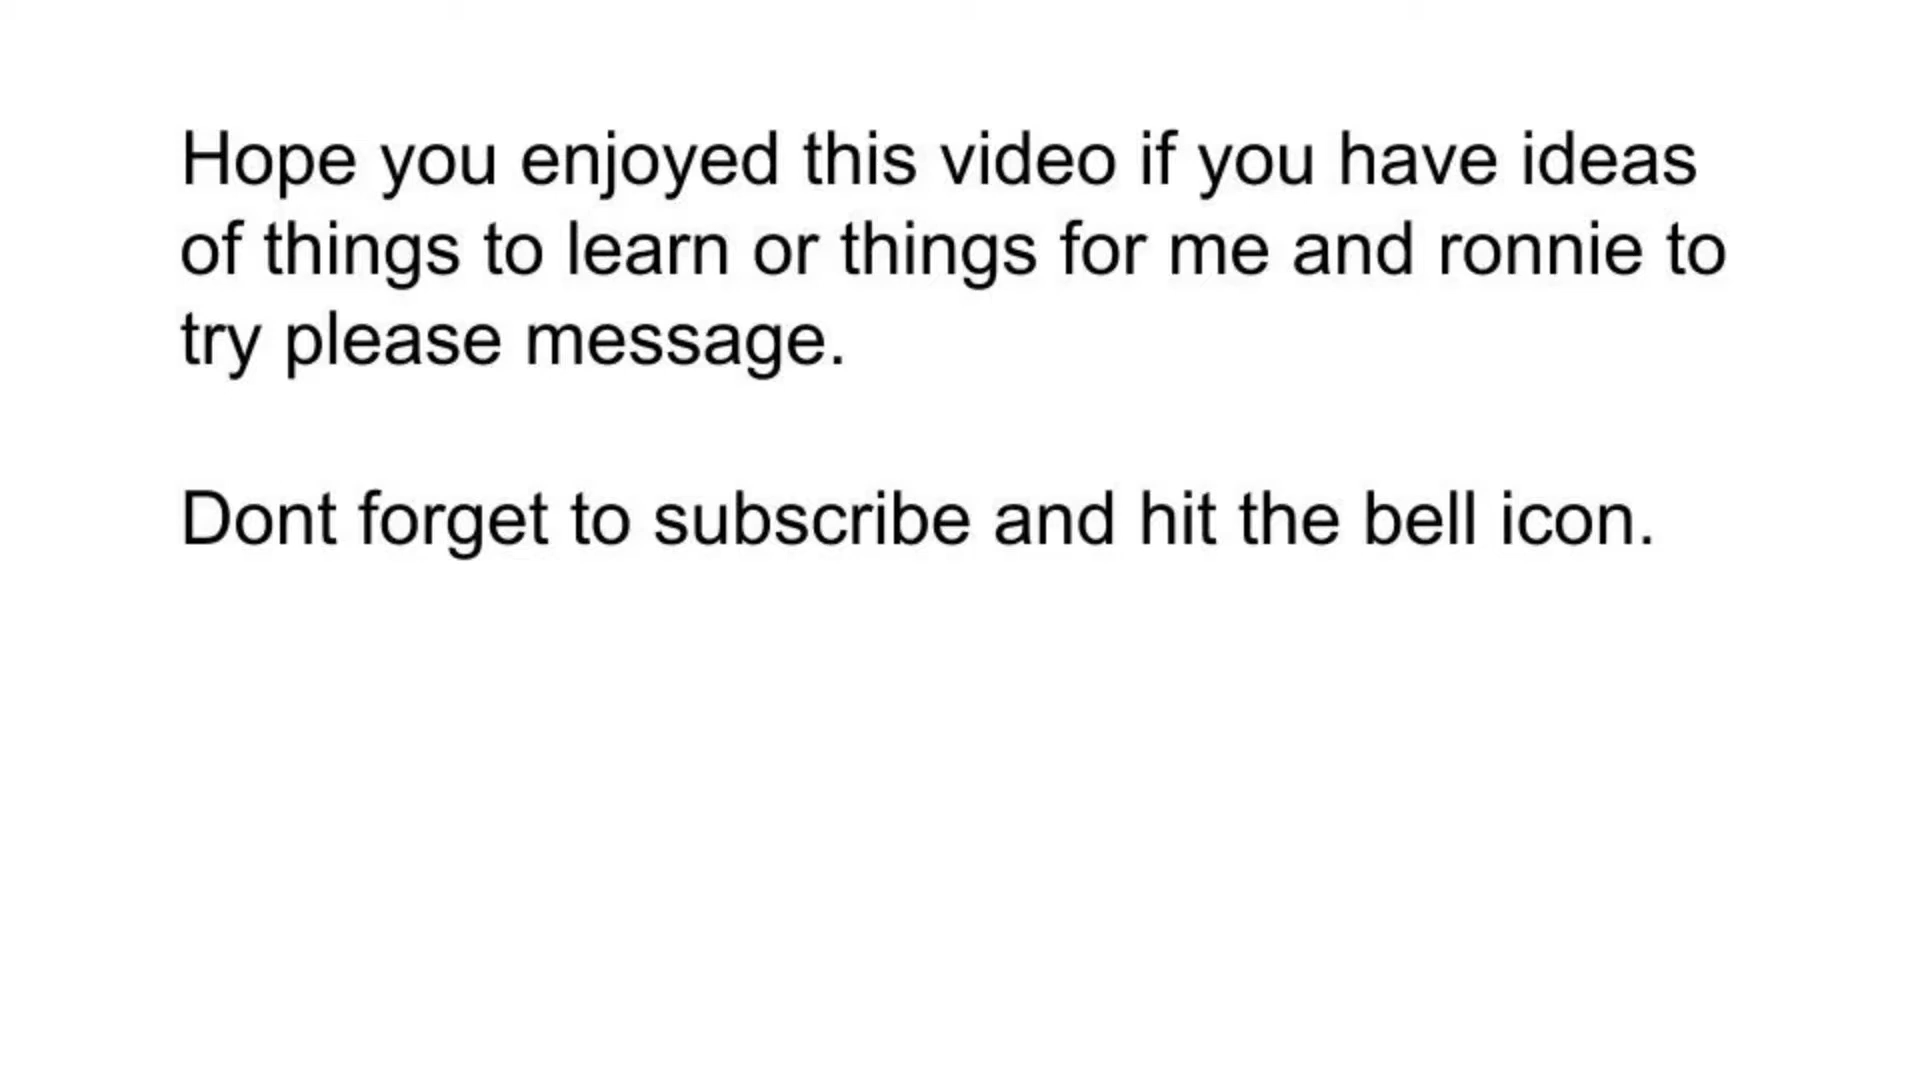 Hope you enjoyed this video if you have ideas
of things to learn or things for me and ronnie to
try please message.
Dont forget to subscribe and hit the bell icon.